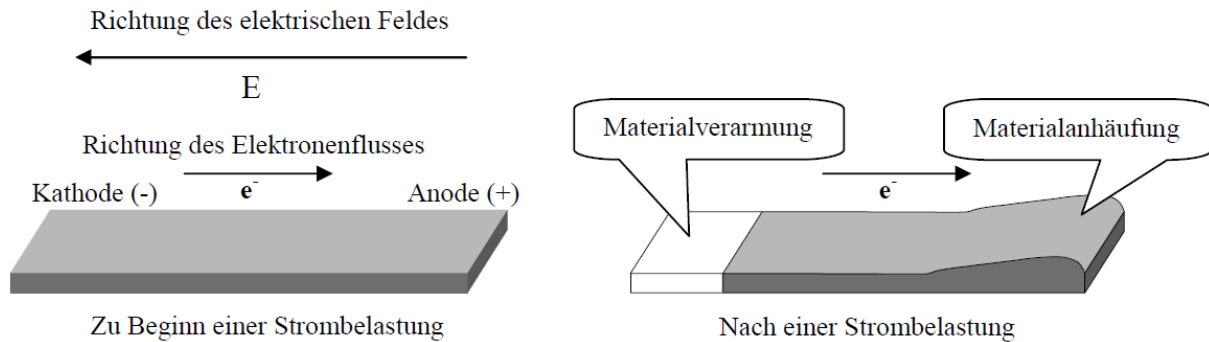 Richtung des elektrischen Feldes
E
Richtung des Elektronenflusses
e-
Kathode (-)
Anode (+)
Zu Beginn einer Strombelastung
Materialverarmung
Materialanhäufung
e-
Nach einer Strombelastung